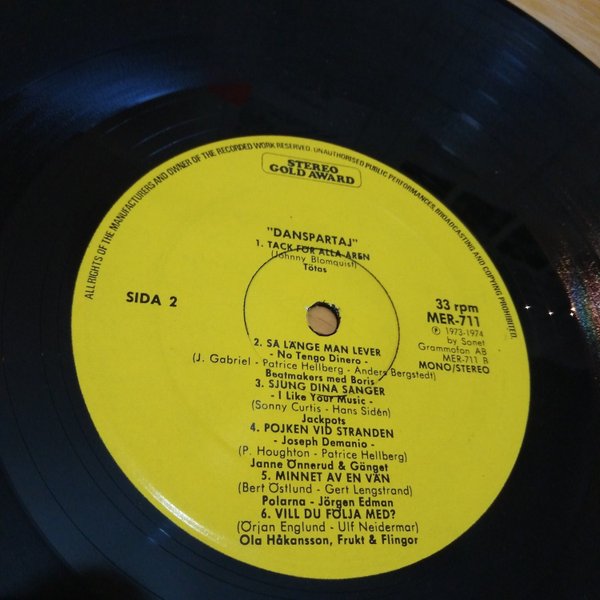 ALL RIGHTS OF THE MANUFACTURERS AND OWNER OF THE RECORDED WORK RESERVED. UNAUTHORISED PUBLIC PERFORMANCES, BROADCASTING AND COPYING PROHIBITED.
STEREO
GOLD AWARD
"DANSPARTAJ"
1. TACK FÖR ALLA ÅREN
(Johnny Blomquist)
Tötas
SIDA 2
33 rpm
MER-711
Ⓟ 1973-1974
by Sonet
Grammofon AB
MER-711 B
MONO/STEREO
2. SÅ LÄNGE MAN LEVER
- No Tengo Dinero -
(J. Gabriel - Patrice Hellberg - Anders Bergstedt)
Beatmakers med Boris
3. SJUNG DINA SÅNGER
- I Like Your Music -
(Sonny Curtis - Hans Sidén)
Jackpots
4. POJKEN VID STRANDEN
- Joseph Demanio -
(P. Houghton - Patrice Hellberg)
Janne Önnerud & Gänget
5. MINNET AV EN VÄN
(Bert Östlund - Gert Lengstrand)
Polarna - Jörgen Edman
6. VILL DU FÖLJA MED?
(Örjan Englund - Ulf Neidermar)
Ola Håkansson, Frukt & Flingor